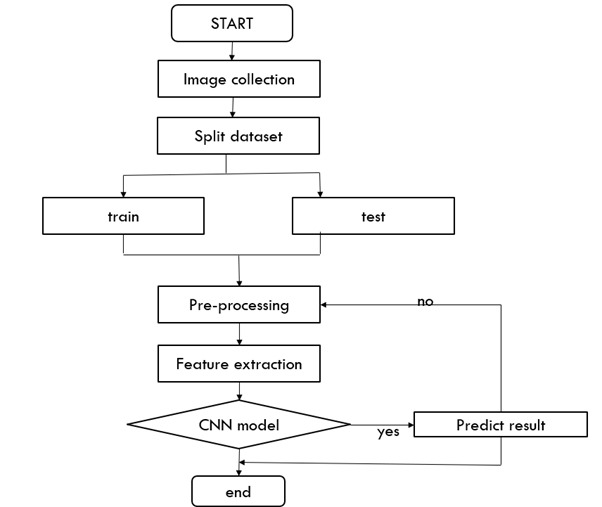 START
Image collection
Split dataset
train
test
Pre-processing
no
Feature extraction
CNN model
yes
Predict result
end